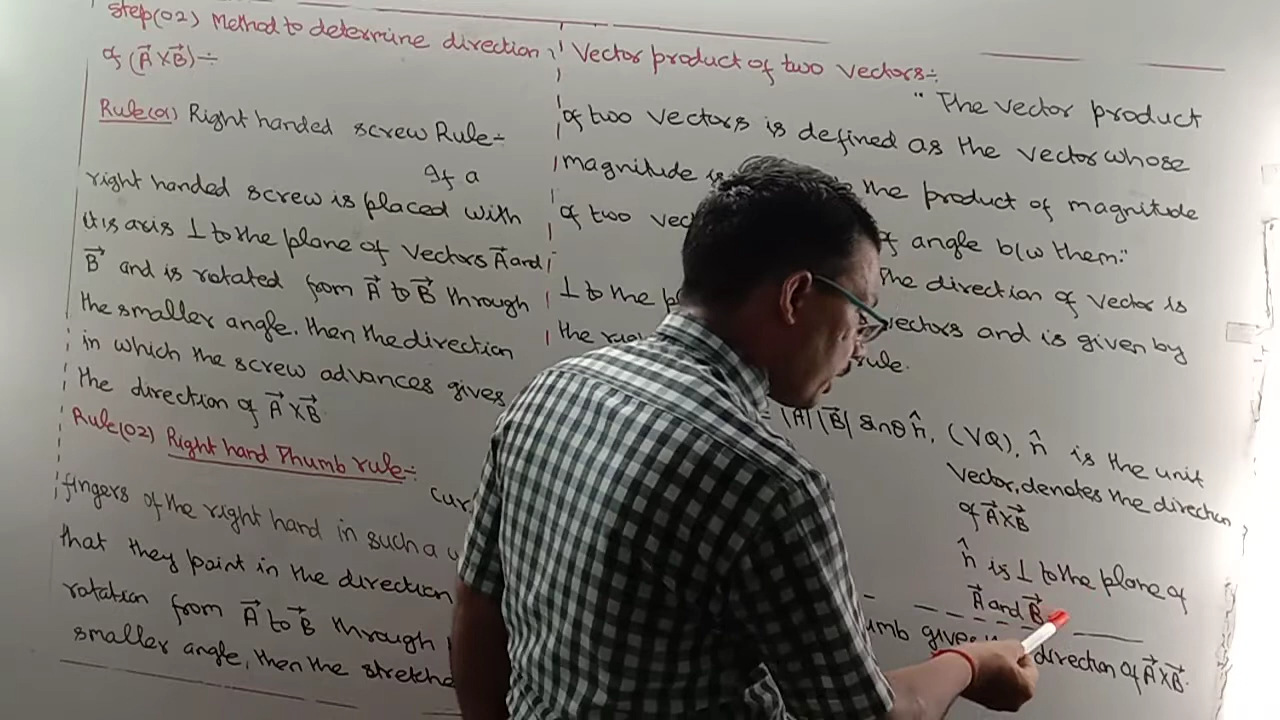 Step(02) Method to determine direction
of (A⃗ × B⃗) ÷
Rule(01) Right handed screw Rule ÷
If a
right handed screw is placed with
it is axis ⊥ to the plane of vectors A⃗ and
B⃗ and is rotated from A⃗ to B⃗ through
the smaller angle, then the direction
in which the screw advances gives
the direction of A⃗ × B⃗
Rule(02) Right hand Thumb rule ÷
fingers of the right hand in such a
that they point in the direction
rotation from A⃗ to B⃗ through
smaller angle, then the
Vector product of two vectors ÷
" The vector product
of two vectors is defined as the vector whose
magnitude is the product of magnitude
of two of angle b/w them."
The direction of vector is
⊥ to the vectors and is given by
the rule.
= |A⃗| |B⃗| sinθ n̂, (VQ), n̂ is the unit
vector, denotes the direction
of A⃗ × B⃗
n̂ is ⊥ to the plane of
A⃗ and B⃗
gives direction of A⃗ × B⃗.